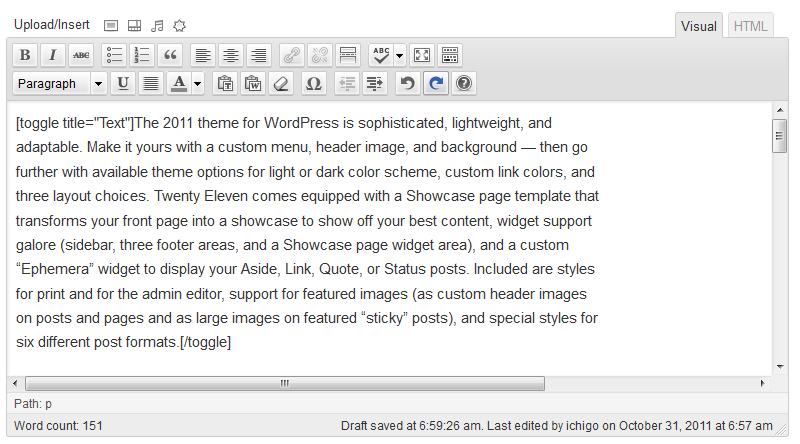 Upload/Insert
Visual HTML
B I ABC ABC
Paragraph U A T W Ω ?
[toggle title="Text"]The 2011 theme for WordPress is sophisticated, lightweight, and
adaptable. Make it yours with a custom menu, header image, and background — then go
further with available theme options for light or dark color scheme, custom link colors, and
three layout choices. Twenty Eleven comes equipped with a Showcase page template that
transforms your front page into a showcase to show off your best content, widget support
galore (sidebar, three footer areas, and a Showcase page widget area), and a custom
“Ephemera” widget to display your Aside, Link, Quote, or Status posts. Included are styles
for print and for the admin editor, support for featured images (as custom header images
on posts and pages and as large images on featured “sticky” posts), and special styles for
six different post formats.[/toggle]
Path: p
Word count: 151 Draft saved at 6:59:26 am. Last edited by ichigo on October 31, 2011 at 6:57 am